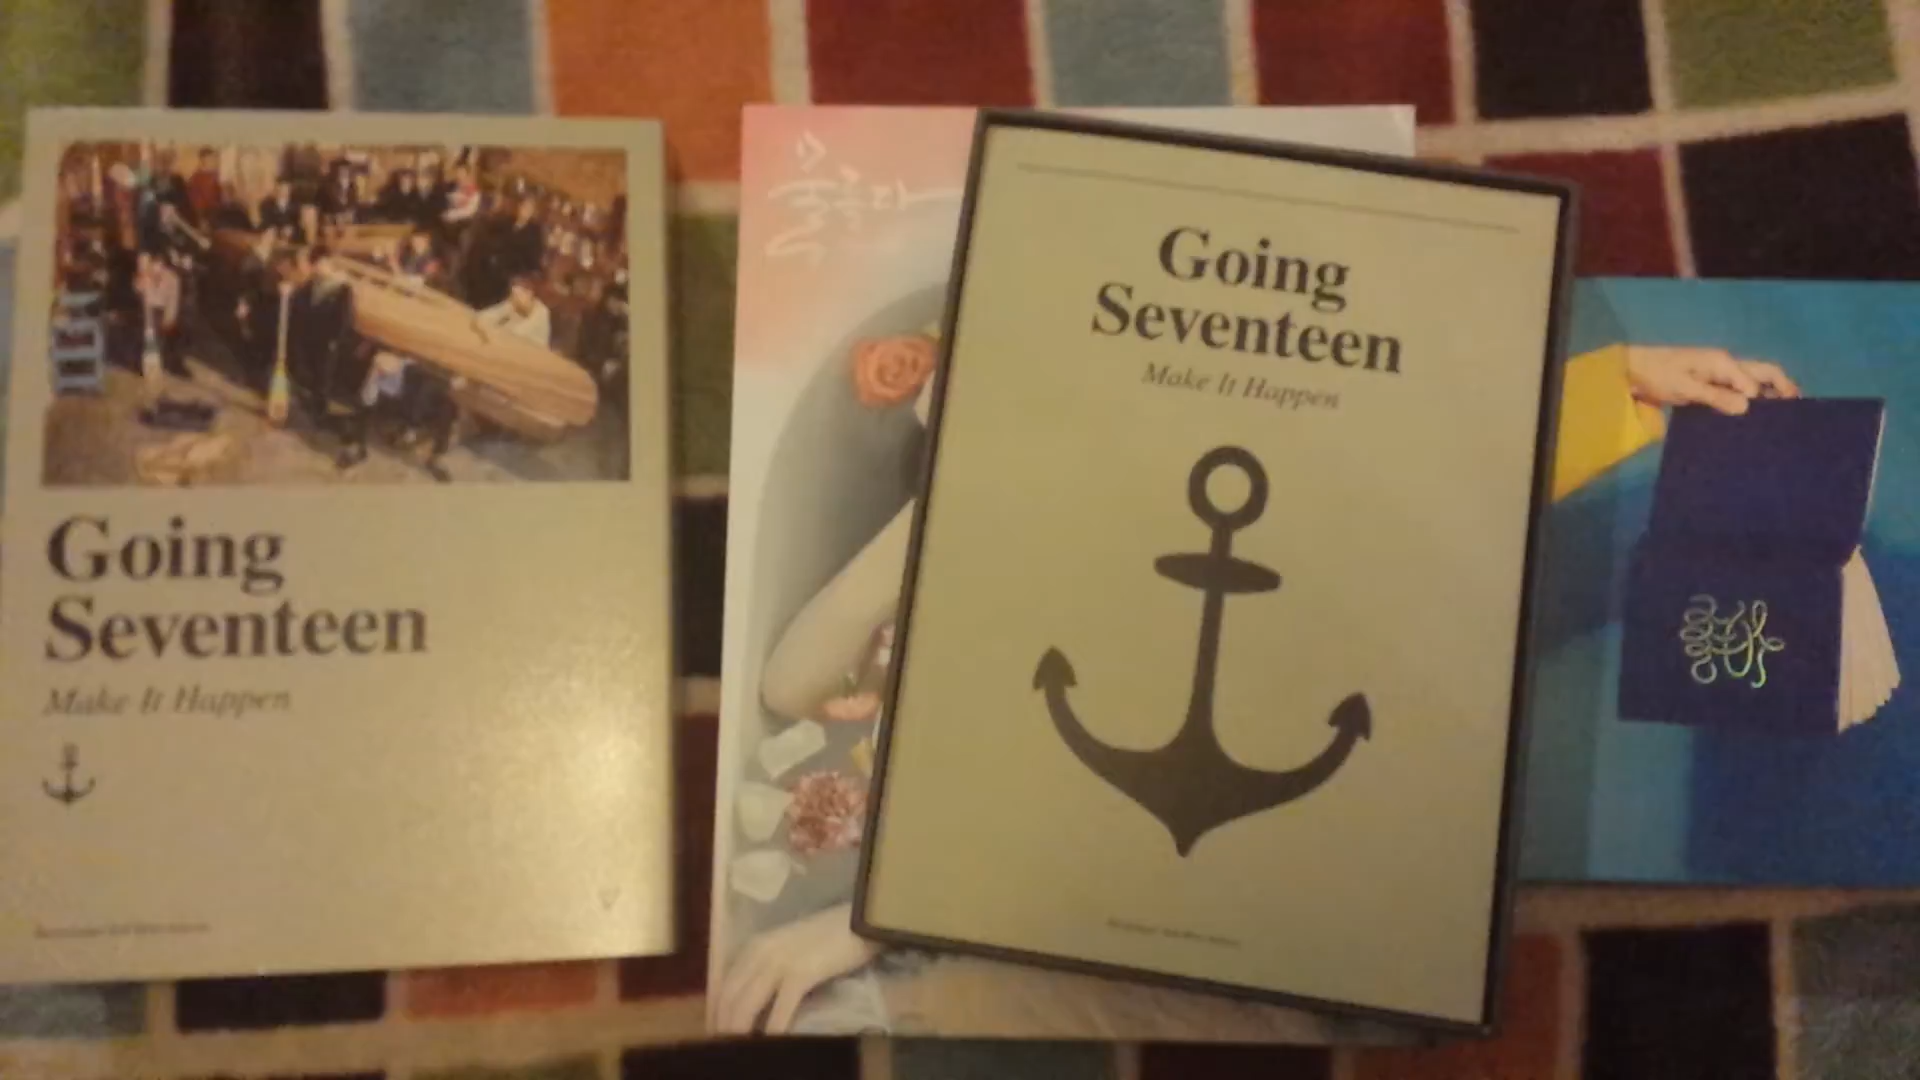 Going
Seventeen
Make It Happen
Going
Seventeen
Make It Happen